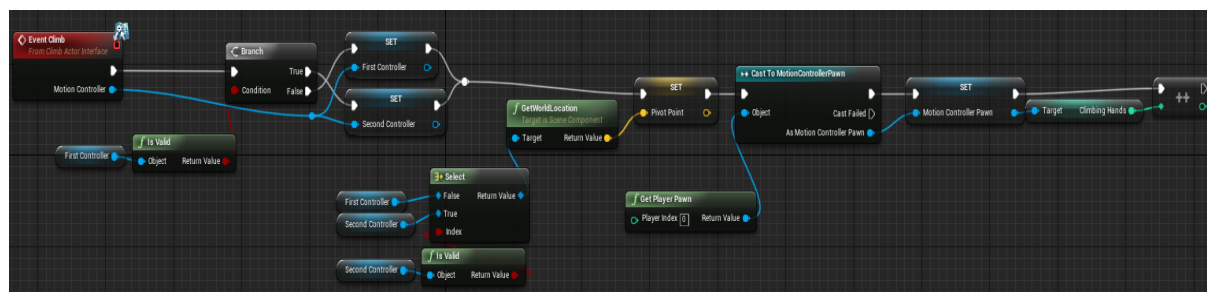 Event Climb
From Climb Actor Interface
Motion Controller
Branch
Condition
True
False
SET
First Controller
SET
Second Controller
First Controller
f Is Valid
Object Return Value
First Controller
Second Controller
Select
False Return Value
True
Index
Second Controller
f Is Valid
Object Return Value
f GetWorldLocation
Target is Scene Component
Target Return Value
SET
Pivot Point
Cast To MotionControllerPawn
Object Cast Failed
As Motion Controller Pawn
f Get Player Pawn
Player Index 0 Return Value
SET
Motion Controller Pawn
Target Climbing Hands
++